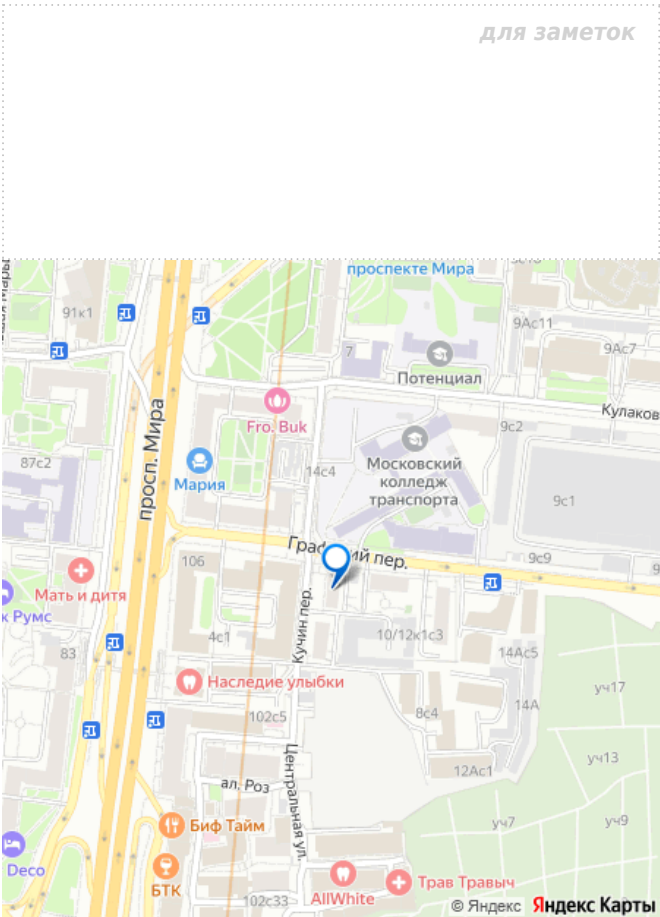 для заметок
проспекте Мира
91к1
9Ас11
7
9Ас7
Потенциал
Кулаков
Fro. Buk
9с2
просп. Мира
87с2
Мария
14с4
Московский
колледж
транспорта
9с1
Графский пер.
106
9с9
Мать и дитя
к Румс
Кучин пер.
83
4с1
10/12к1с3
14Ас5
Наследие улыбки
уч17
102с5
8с4
14А
Центральная ул.
уч13
12Ас1
ал. Роз
Биф Тайм
уч7
уч9
Deco
БТК
102с33
AllWhite
Трав Травыч
© Яндекс Яндекс Карты